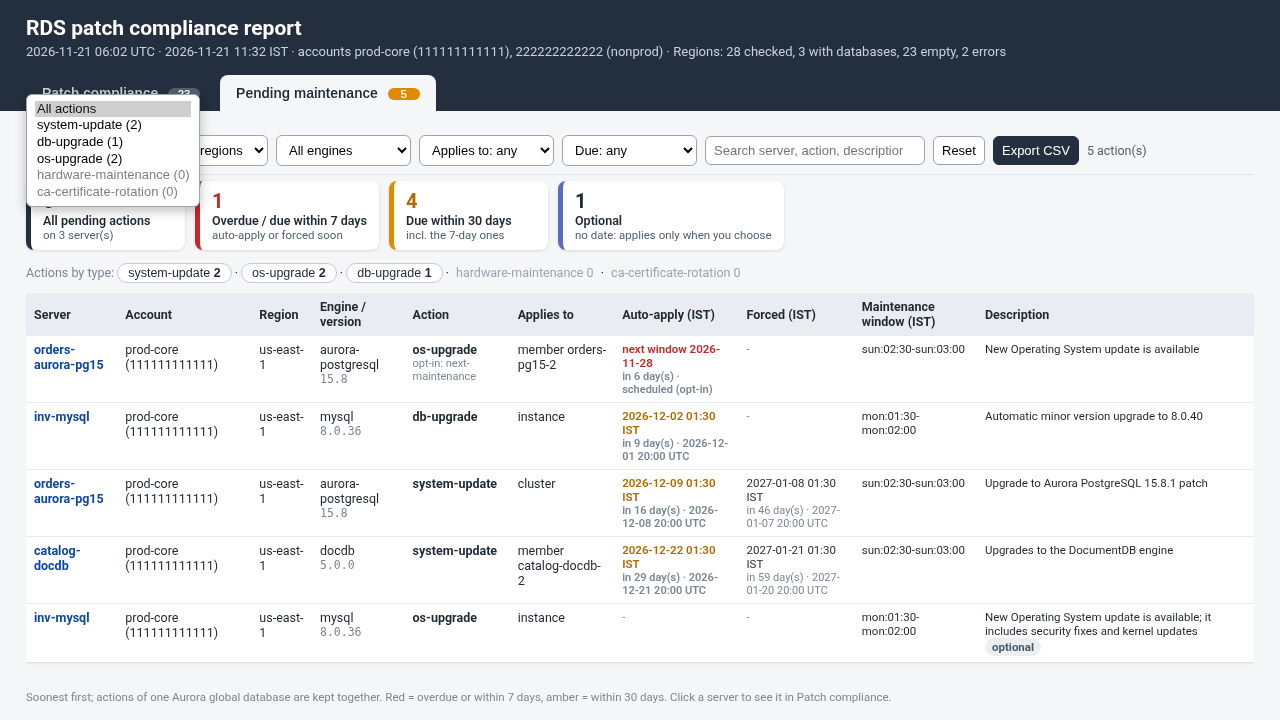 RDS patch compliance report
2026-11-21 06:02 UTC · 2026-11-21 11:32 IST · accounts prod-core (111111111111), 222222222222 (nonprod) · Regions: 28 checked, 3 with databases, 23 empty, 2 errors
Patch compliance 23
Pending maintenance 5
All actions
system-update (2)
db-upgrade (1)
os-upgrade (2)
hardware-maintenance (0)
ca-certificate-rotation (0)
regions
All engines
Applies to: any
Due: any
Search server, action, descriptior
Reset
Export CSV
5 action(s)
All pending actions
on 3 server(s)
1
Overdue / due within 7 days
auto-apply or forced soon
4
Due within 30 days
incl. the 7-day ones
1
Optional
no date: applies only when you choose
Actions by type: system-update 2 · os-upgrade 2 · db-upgrade 1 · hardware-maintenance 0 · ca-certificate-rotation 0
Server
Account
Region
Engine /
version
Action
Applies to
Auto-apply (IST)
Forced (IST)
Maintenance
window (IST)
Description
orders-
aurora-pg15
prod-core
(111111111111)
us-east-
1
aurora-
postgresql
15.8
os-upgrade
opt-in: next-
maintenance
member orders-
pg15-2
next window 2026-
11-28
in 6 day(s) ·
scheduled (opt-in)
-
sun:02:30-sun:03:00
New Operating System update is available
inv-mysql
prod-core
(111111111111)
us-east-
1
mysql
8.0.36
db-upgrade
instance
2026-12-02 01:30
IST
in 9 day(s) · 2026-12-
01 20:00 UTC
-
mon:01:30-
mon:02:00
Automatic minor version upgrade to 8.0.40
orders-
aurora-pg15
prod-core
(111111111111)
us-east-
1
aurora-
postgresql
15.8
system-update
cluster
2026-12-09 01:30
IST
in 16 day(s) · 2026-
12-08 20:00 UTC
2027-01-08 01:30
IST
in 46 day(s) · 2027-
01-07 20:00 UTC
sun:02:30-sun:03:00
Upgrade to Aurora PostgreSQL 15.8.1 patch
catalog-
docdb
prod-core
(111111111111)
us-east-
1
docdb
5.0.0
system-update
member
catalog-docdb-
2
2026-12-22 01:30
IST
in 29 day(s) · 2026-
12-21 20:00 UTC
2027-01-21 01:30
IST
in 59 day(s) · 2027-
01-20 20:00 UTC
sun:02:30-sun:03:00
Upgrades to the DocumentDB engine
inv-mysql
prod-core
(111111111111)
us-east-
1
mysql
8.0.36
os-upgrade
instance
-
-
mon:01:30-
mon:02:00
New Operating System update is available; it
includes security fixes and kernel updates
optional
Soonest first; actions of one Aurora global database are kept together. Red = overdue or within 7 days, amber = within 30 days. Click a server to see it in Patch compliance.